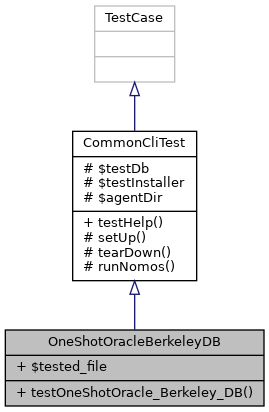 TestCase
CommonCliTest
# $testDb
# $testInstaller
# $agentDir
+ testHelp()
# setUp()
# tearDown()
# runNomos()
OneShotOracleBerkeleyDB
+ $tested_file
+ testOneShotOracle_Berkeley_DB()